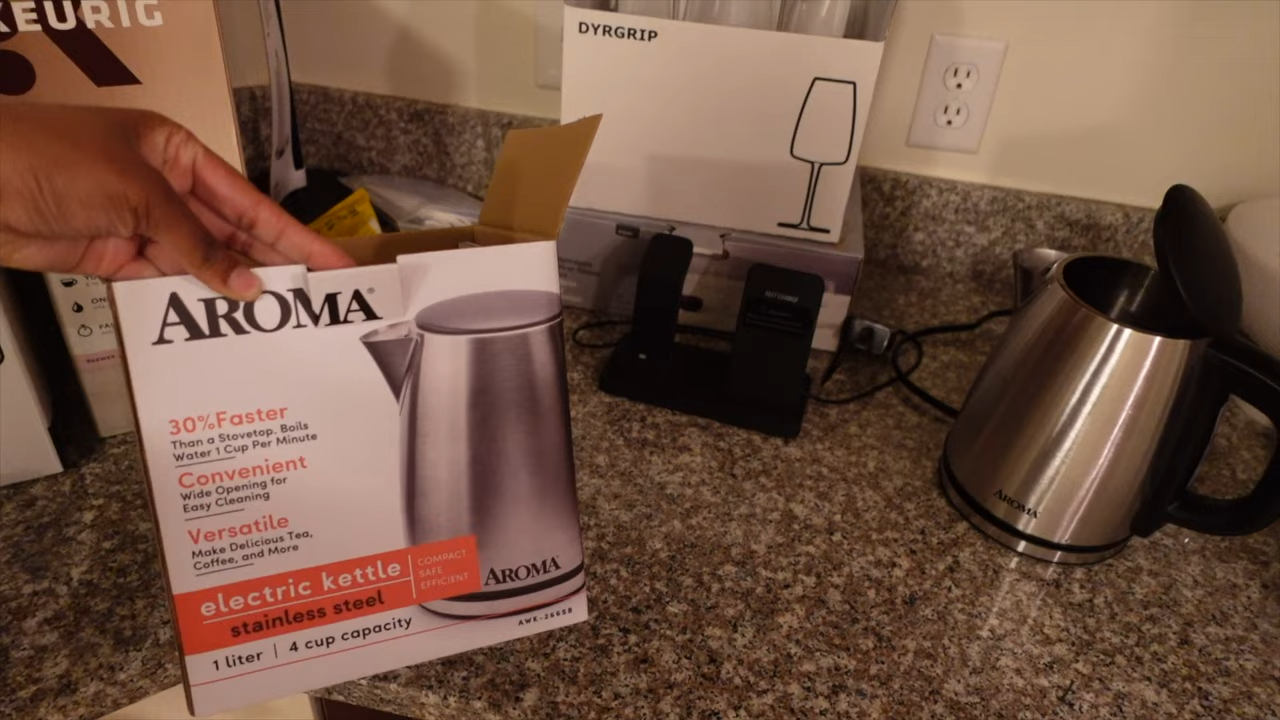 KEURIG
DYRGRIP
AROMA®
30% Faster
Than a Stovetop. Boils
Water 1 Cup Per Minute
Convenient
Wide Opening for
Easy Cleaning
Versatile
Make Delicious Tea,
Coffee, and More
electric kettle
stainless steel
COMPACT
SAFE
EFFICIENT
AROMA
1 liter | 4 cup capacity
AWK-266SB
AROMA